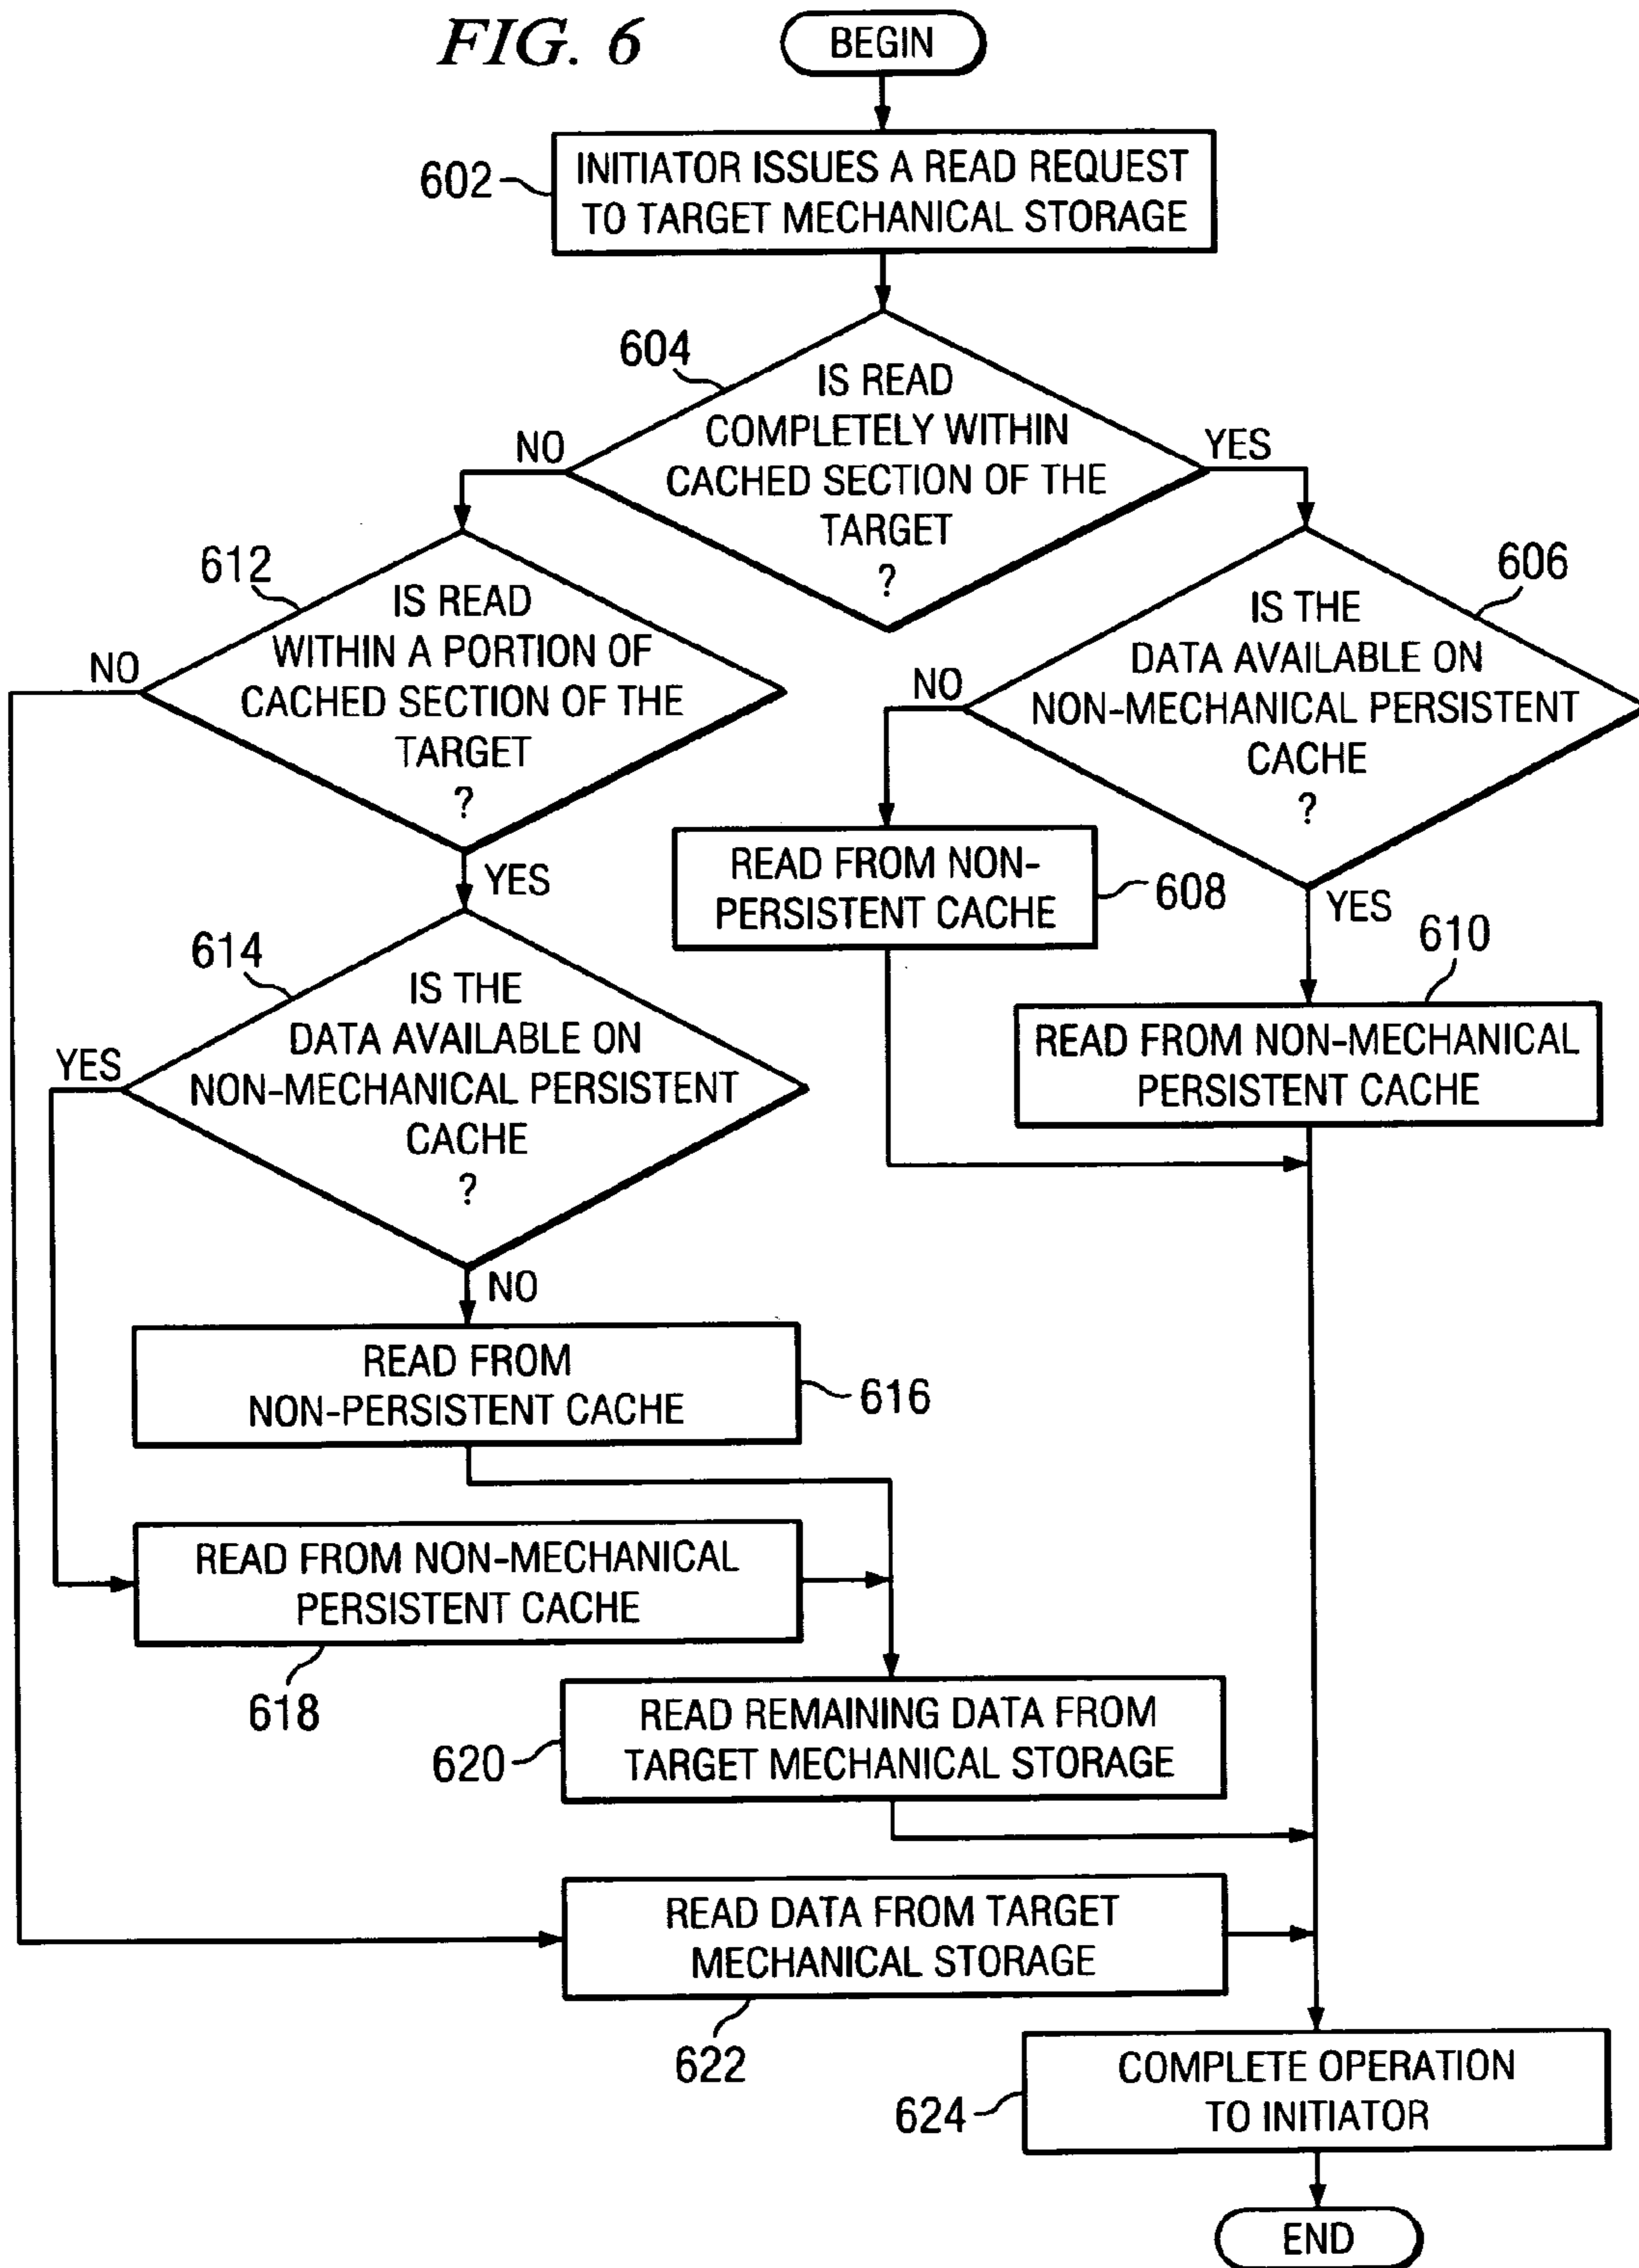 FIG. 6
BEGIN
602
INITIATOR ISSUES A READ REQUEST
TO TARGET MECHANICAL STORAGE
604
IS READ
COMPLETELY WITHIN
CACHED SECTION OF THE
TARGET
?
NO
YES
612
IS READ
WITHIN A PORTION OF
CACHED SECTION OF THE
TARGET
?
NO
YES
606
IS THE
DATA AVAILABLE ON
NON-MECHANICAL PERSISTENT
CACHE
?
NO
YES
READ FROM NON-
PERSISTENT CACHE
608
610
READ FROM NON-MECHANICAL
PERSISTENT CACHE
614
IS THE
DATA AVAILABLE ON
NON-MECHANICAL PERSISTENT
CACHE
?
YES
NO
READ FROM
NON-PERSISTENT CACHE
616
READ FROM NON-MECHANICAL
PERSISTENT CACHE
618
READ REMAINING DATA FROM
TARGET MECHANICAL STORAGE
620
READ DATA FROM TARGET
MECHANICAL STORAGE
622
COMPLETE OPERATION
TO INITIATOR
624
END